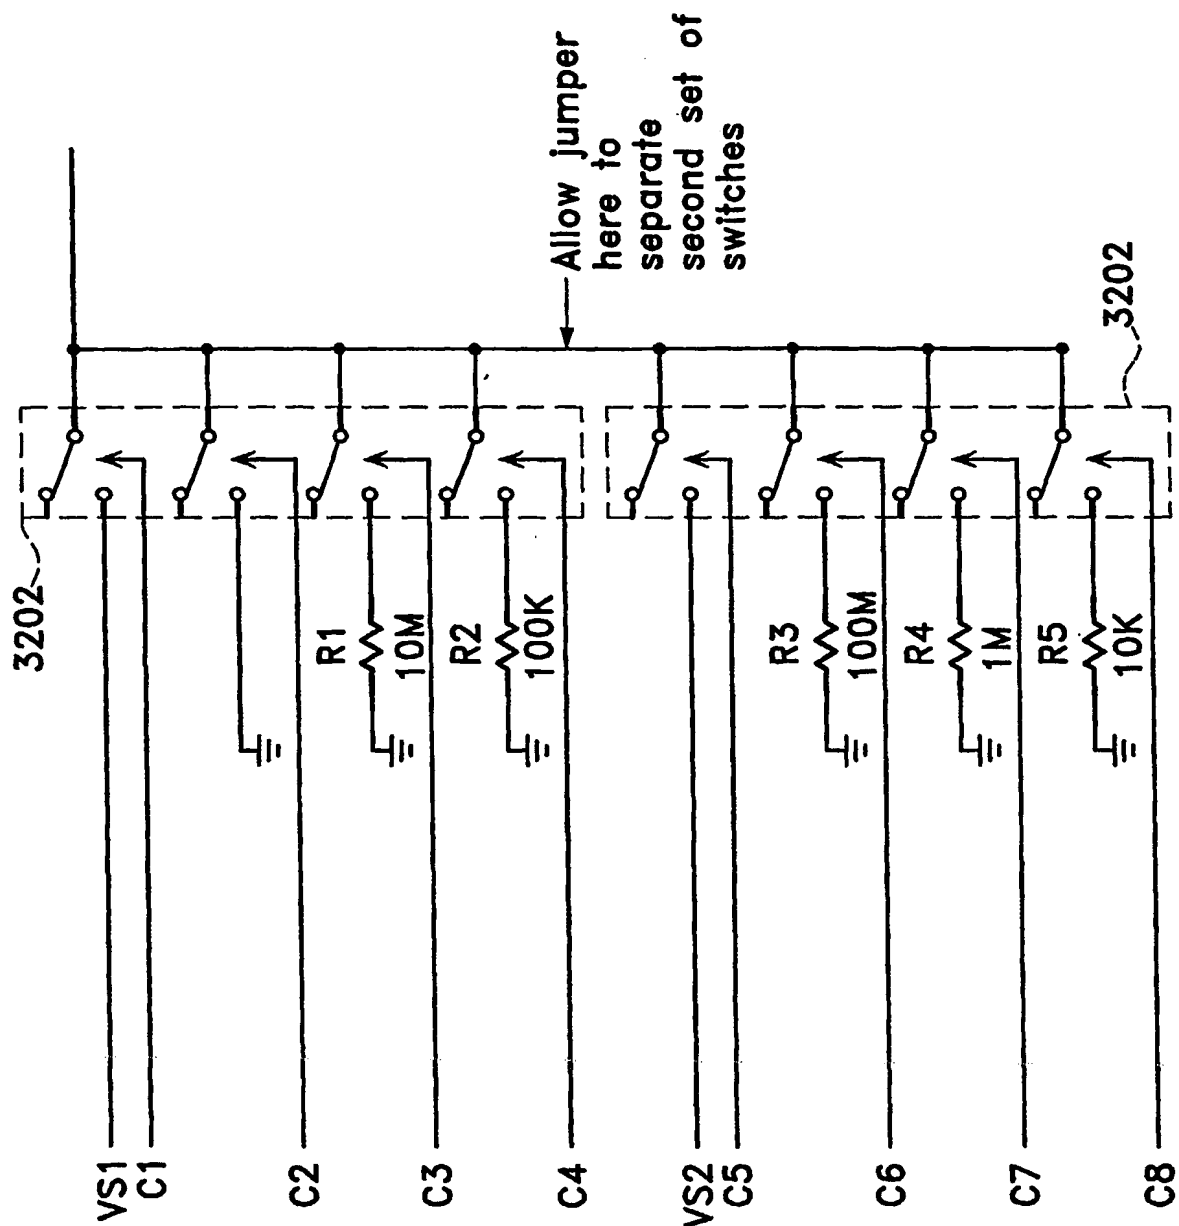 Allow jumper
here to
separate
second set of
switches
3202
3202
R1
10M
R2
100K
R3
100M
R4
1M
R5
10K
VS1
C1
C2
C3
C4
VS2
C5
C6
C7
C8